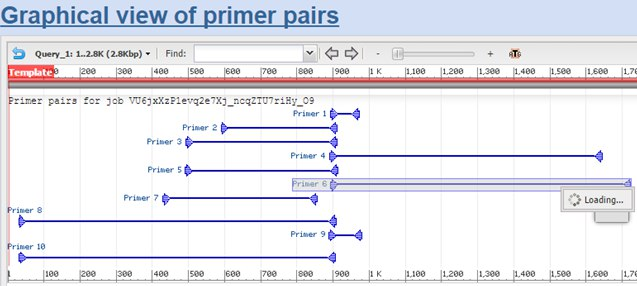 Graphical view of primer pairs
Query_1: 1..2.8K (2.8Kbp) Find: - +
Template 100 200 300 400 500 600 700 800 900 1 K 1,100 1,200 1,300 1,400 1,500 1,600 1,70
Primer pairs for job VU6jxXzPlevq2e7Xj_ncqZTU7riHy_O9
Primer 1
Primer 2
Primer 3
Primer 4
Primer 5
Primer 6
Loading...
Primer 7
Primer 8
Primer 9
Primer 10
1 100 200 300 400 500 600 700 800 900 1 K 1,100 1,200 1,300 1,400 1,500 1,600 1,70